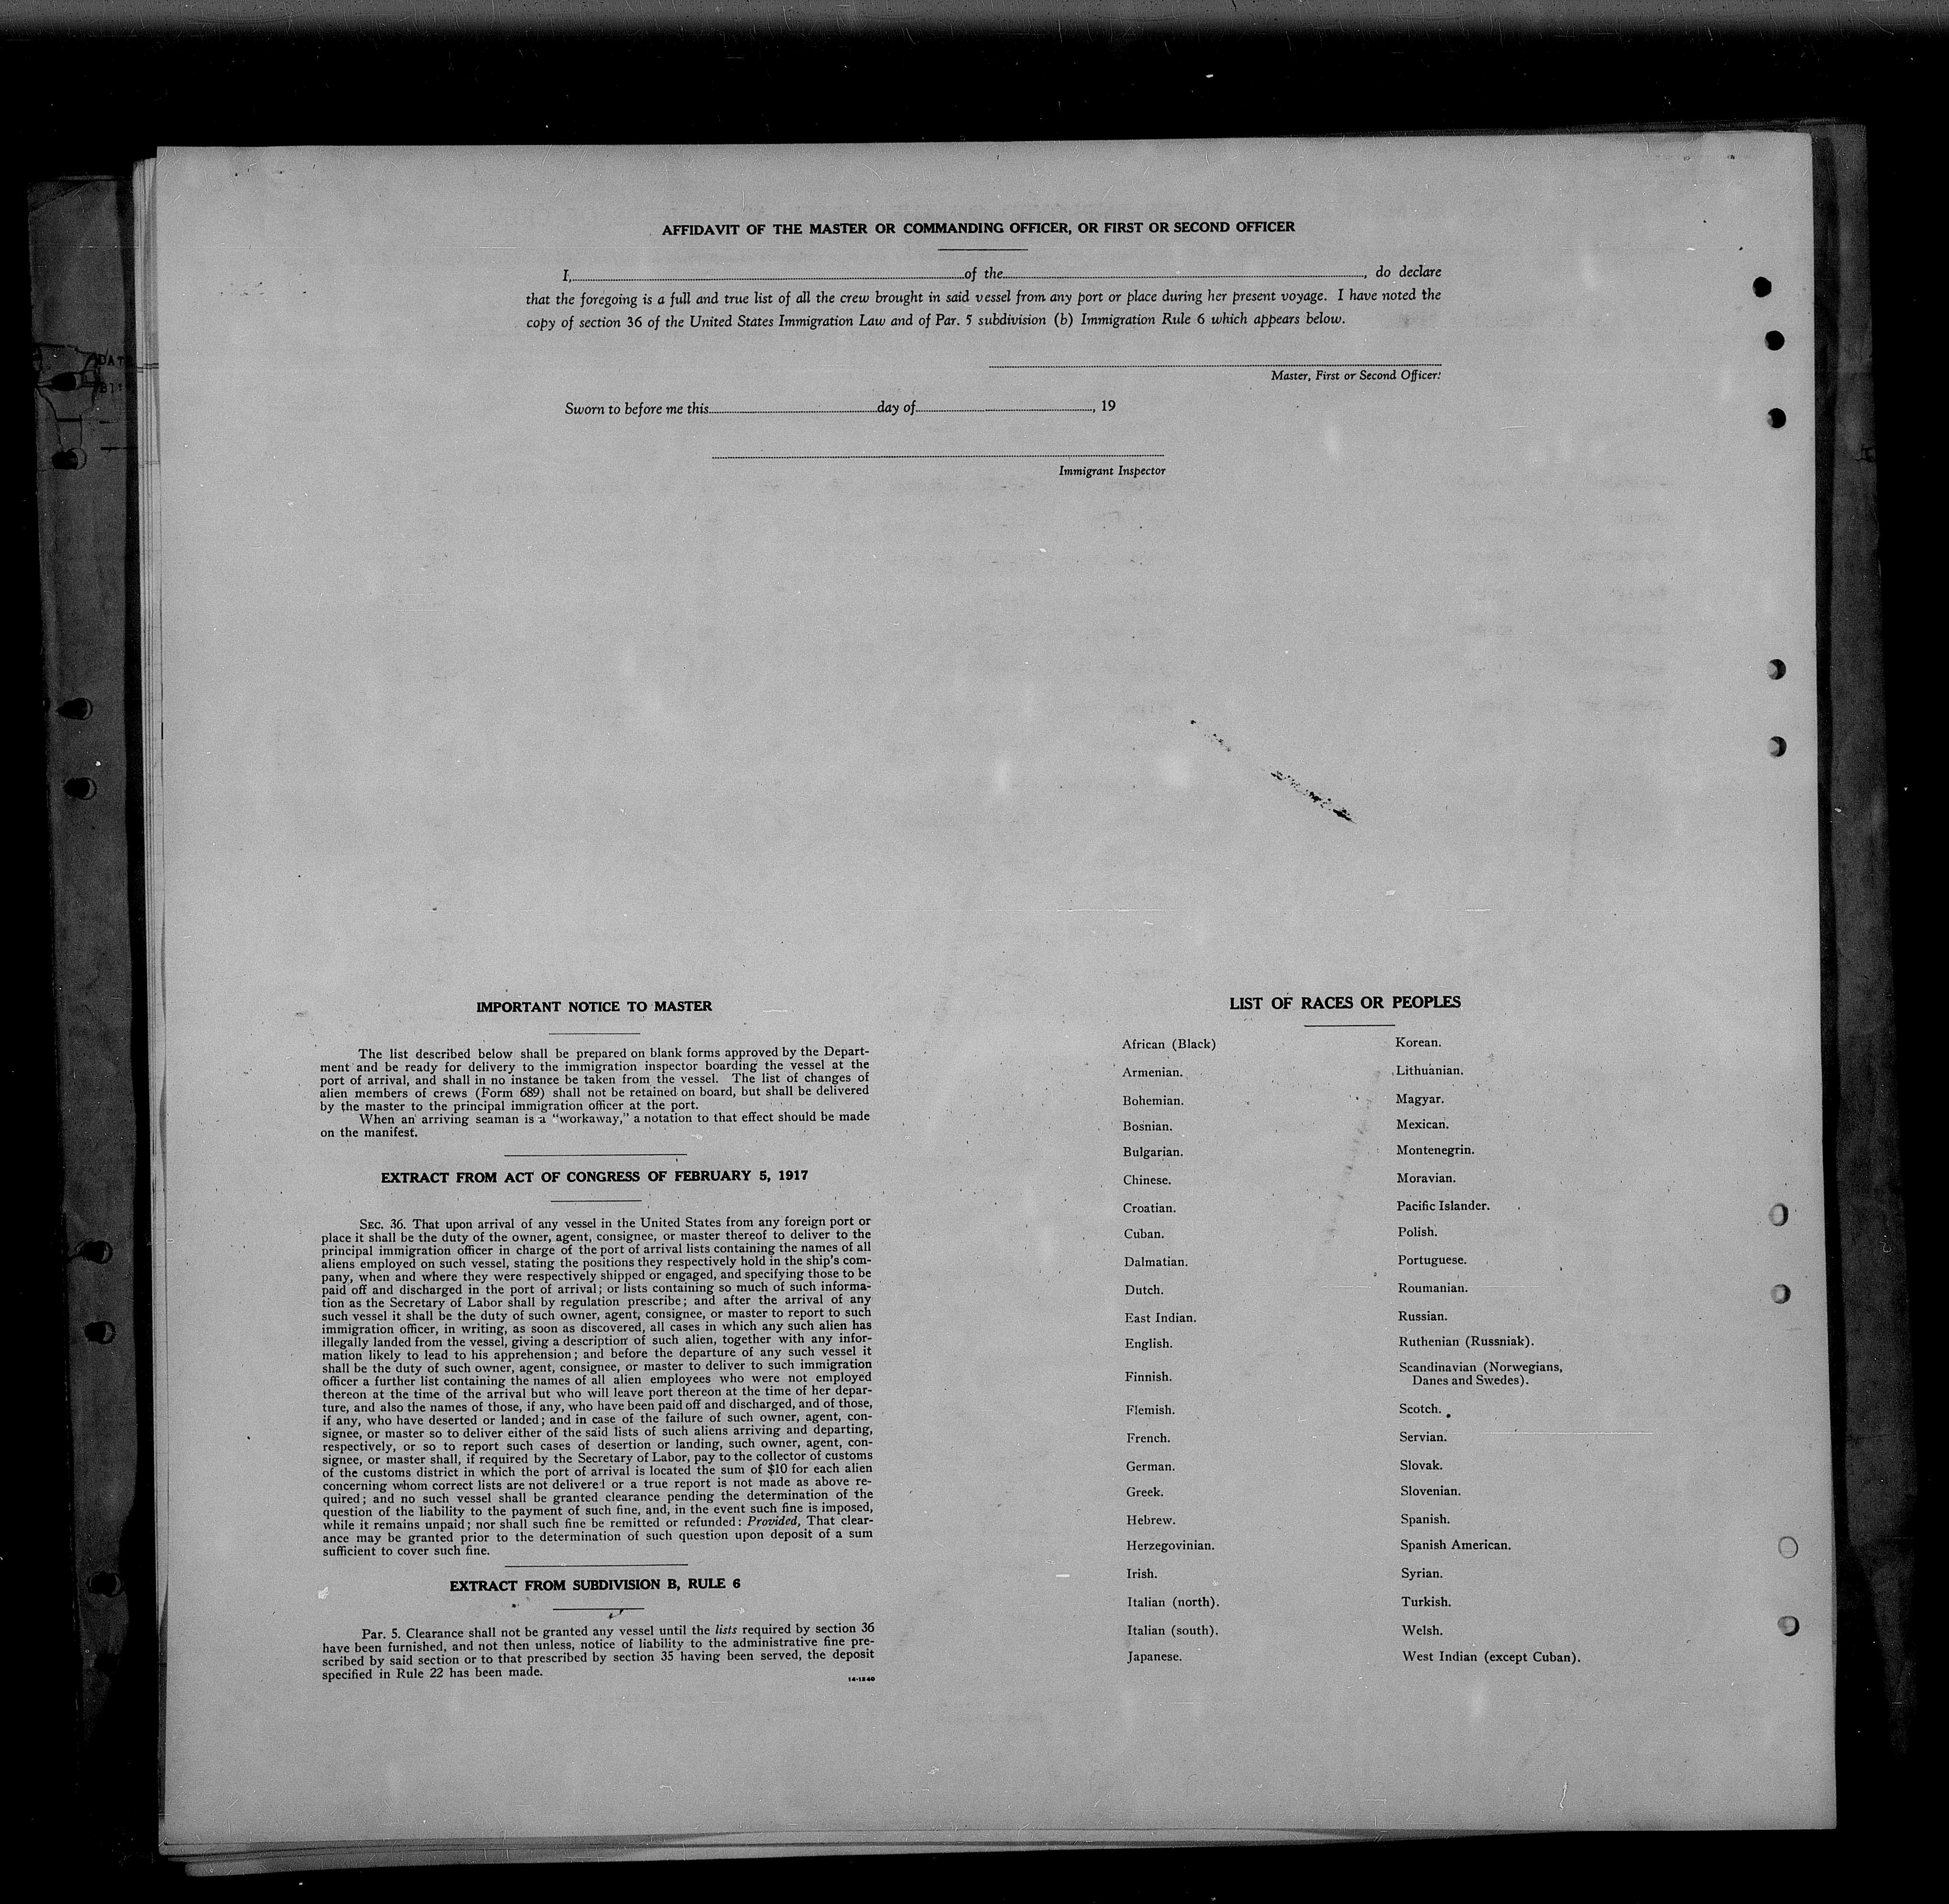 AFFIDAVIT OF THE MASTER OR COMMANDING OFFICER, OR FIRST OR SECOND OFFICER
I, of the , do declare
that the foregoing is a full and true list of all the crew brought in said vessel from any port or place during her present voyage. I have noted the
copy of section 36 of the United States Immigration Law and of Par. 5 subdivision (b) Immigration Rule 6 which appears below.
Master, First or Second Officer.
Sworn to before me this day of , 19
Immigrant Inspector
IMPORTANT NOTICE TO MASTER
The list described below shall be prepared on blank forms approved by the Depart-
ment and be ready for delivery to the immigration inspector boarding the vessel at the
port of arrival, and shall in no instance be taken from the vessel. The list of changes of
alien members of crews (Form 689) shall not be retained on board, but shall be delivered
by the master to the principal immigration officer at the port.
When an arriving seaman is a "workaway," a notation to that effect should be made
on the manifest.
EXTRACT FROM ACT OF CONGRESS OF FEBRUARY 5, 1917
SEC. 36. That upon arrival of any vessel in the United States from any foreign port or
place it shall be the duty of the owner, agent, consignee, or master thereof to deliver to the
principal immigration officer in charge of the port of arrival lists containing the names of all
aliens employed on such vessel, stating the positions they respectively hold in the ship's com-
pany, when and where they were respectively shipped or engaged, and specifying those to be
paid off and discharged in the port of arrival; or lists containing so much of such informa-
tion as the Secretary of Labor shall by regulation prescribe; and after the arrival of any
such vessel it shall be the duty of such owner, agent, consignee, or master to report to such
immigration officer, in writing, as soon as discovered, all cases in which any such alien has
illegally landed from the vessel, giving a description of such alien, together with any infor-
mation likely to lead to his apprehension; and before the departure of any such vessel it
shall be the duty of such owner, agent, consignee, or master to deliver to such immigration
officer a further list containing the names of all alien employees who were not employed
thereon at the time of the arrival but who will leave port thereon at the time of her depar-
ture, and also the names of those, if any, who have been paid off and discharged, and of those,
if any, who have deserted or landed; and in case of the failure of such owner, agent, con-
signee, or master so to deliver either of the said lists of such aliens arriving and departing,
respectively, or so to report such cases of desertion or landing, such owner, agent, con-
signee, or master shall, if required by the Secretary of Labor, pay to the collector of customs
of the customs district in which the port of arrival is located the sum of $10 for each alien
concerning whom correct lists are not delivered or a true report is not made as above re-
quired; and no such vessel shall be granted clearance pending the determination of the
question of the liability to the payment of such fine, and, in the event such fine is imposed,
while it remains unpaid; nor shall such fine be remitted or refunded: Provided, That clear-
ance may be granted prior to the determination of such question upon deposit of a sum
sufficient to cover such fine.
EXTRACT FROM SUBDIVISION B, RULE 6
Par. 5. Clearance shall not be granted any vessel until the lists required by section 36
have been furnished, and not then unless, notice of liability to the administrative fine pre-
scribed by said section or to that prescribed by section 35 having been served, the deposit
specified in Rule 22 has been made.
14-1240
LIST OF RACES OR PEOPLES
African (Black)
Armenian.
Bohemian.
Bosnian.
Bulgarian.
Chinese.
Croatian.
Cuban.
Dalmatian.
Dutch.
East Indian.
English.
Finnish.
Flemish.
French.
German.
Greek.
Hebrew.
Herzegovinian.
Irish.
Italian (north).
Italian (south).
Japanese.
Korean.
Lithuanian.
Magyar.
Mexican.
Montenegrin.
Moravian.
Pacific Islander.
Polish.
Portuguese.
Roumanian.
Russian.
Ruthenian (Russniak).
Scandinavian (Norwegians,
Danes and Swedes).
Scotch.
Servian.
Slovak.
Slovenian.
Spanish.
Spanish American.
Syrian.
Turkish.
Welsh.
West Indian (except Cuban).